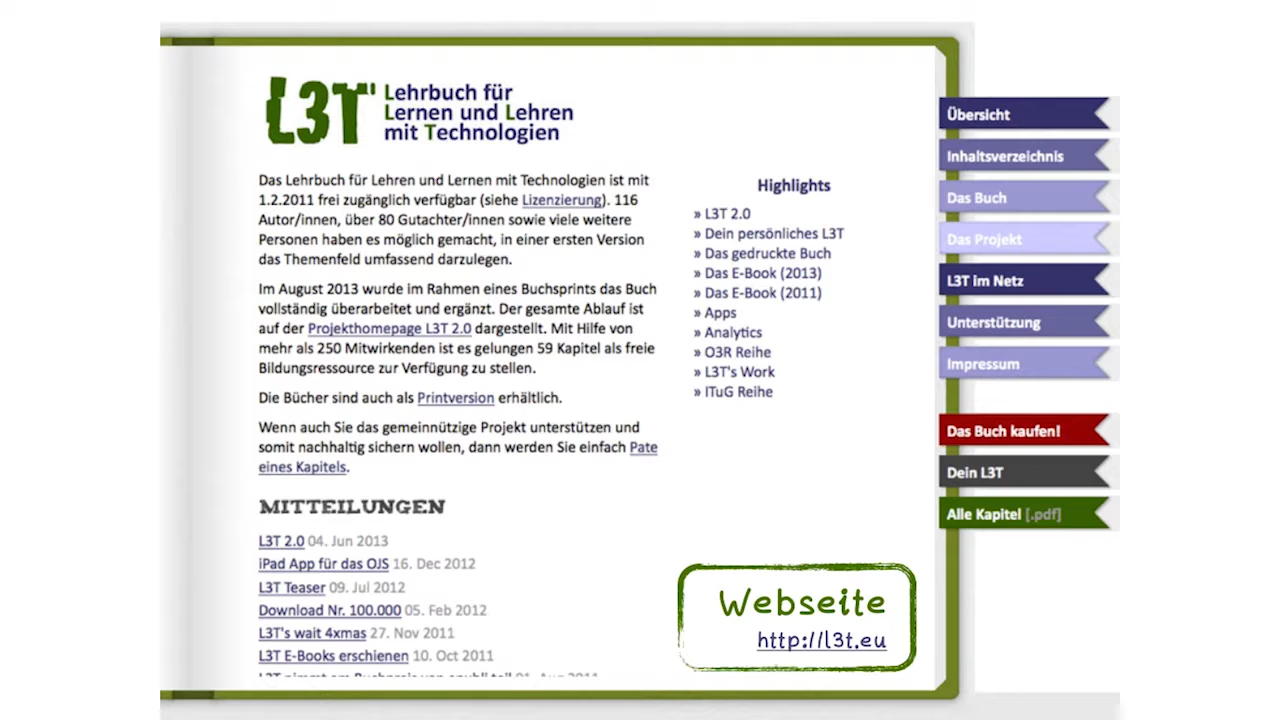 L3T'
Lehrbuch für
Lernen und Lehren
mit Technologien
Das Lehrbuch für Lehren und Lernen mit Technologien ist mit
1.2.2011 frei zugänglich verfügbar (siehe Lizenzierung). 116
Autor/innen, über 80 Gutachter/innen sowie viele weitere
Personen haben es möglich gemacht, in einer ersten Version
das Themenfeld umfassend darzulegen.
Im August 2013 wurde im Rahmen eines Buchsprints das Buch
vollständig überarbeitet und ergänzt. Der gesamte Ablauf ist
auf der Projekthomepage L3T 2.0 dargestellt. Mit Hilfe von
mehr als 250 Mitwirkenden ist es gelungen 59 Kapitel als freie
Bildungsressource zur Verfügung zu stellen.
Die Bücher sind auch als Printversion erhältlich.
Wenn auch Sie das gemeinnützige Projekt unterstützen und
somit nachhaltig sichern wollen, dann werden Sie einfach Pate
eines Kapitels.
MITTEILUNGEN
L3T 2.0 04. Jun 2013
iPad App für das OJS 16. Dec 2012
L3T Teaser 09. Jul 2012
Download Nr. 100.000 05. Feb 2012
L3T's wait 4xmas 27. Nov 2011
L3T E-Books erschienen 10. Oct 2011
L3T nimmt am Buchpreis von epubli teil 01. Aug 2011
Highlights
» L3T 2.0
» Dein persönliches L3T
» Das gedruckte Buch
» Das E-Book (2013)
» Das E-Book (2011)
» Apps
» Analytics
» O3R Reihe
» L3T's Work
» ITuG Reihe
Webseite
http://l3t.eu
Übersicht
Inhaltsverzeichnis
Das Buch
Das Projekt
L3T im Netz
Unterstützung
Impressum
Das Buch kaufen!
Dein L3T
Alle Kapitel [.pdf]